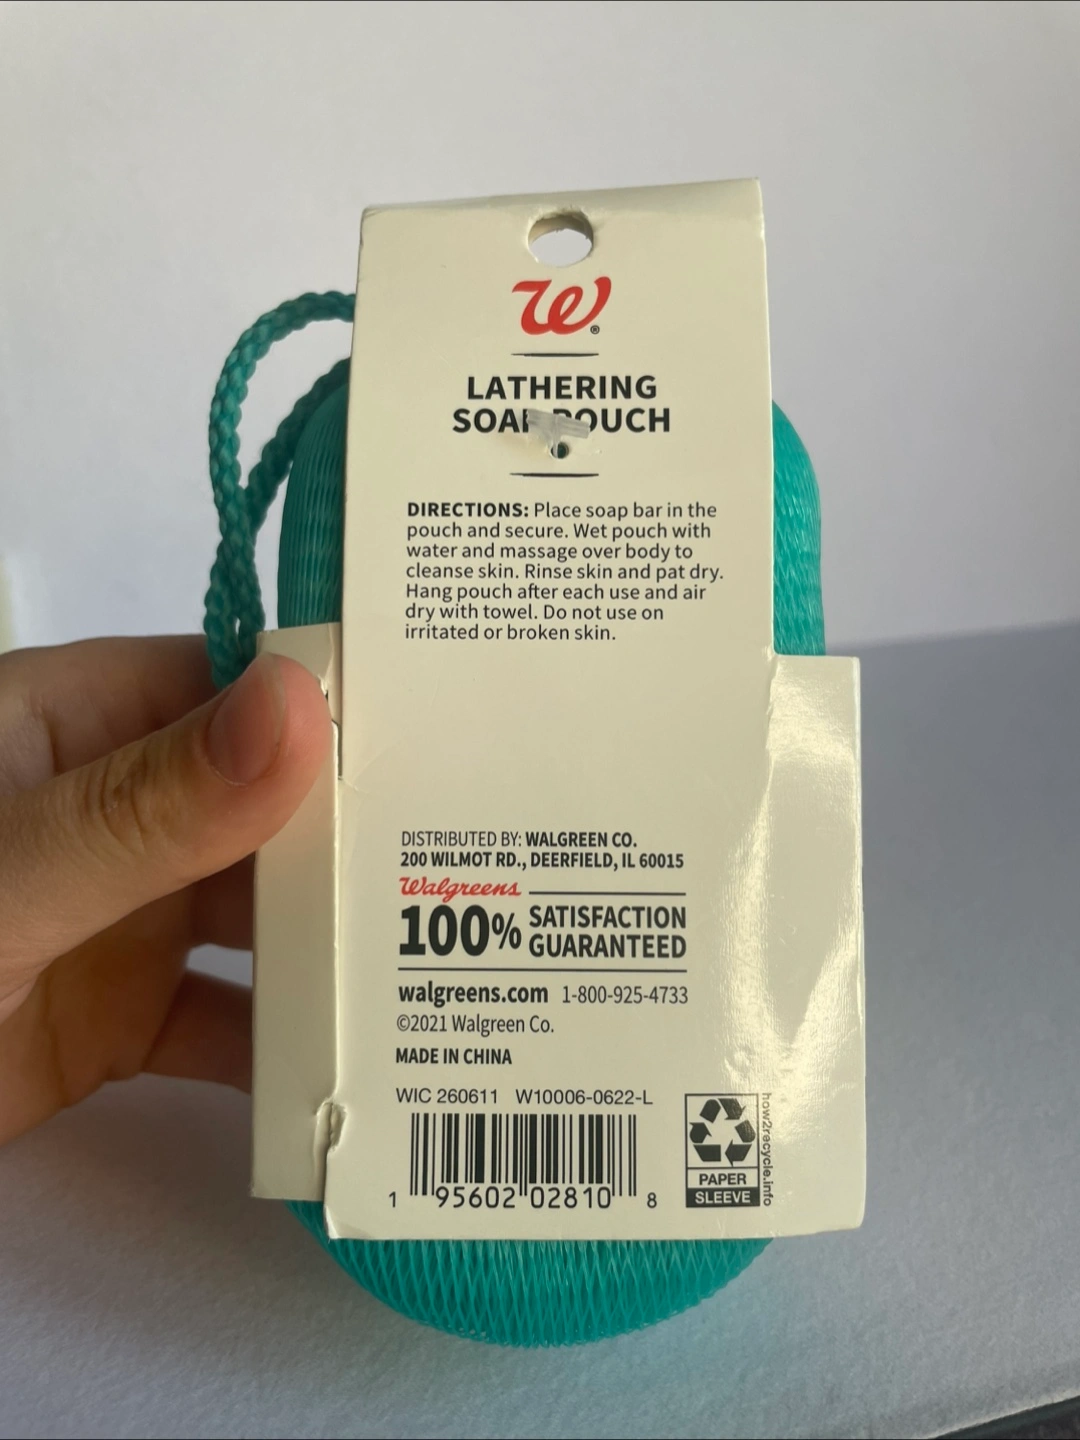 W®
LATHERING
SOAP POUCH
DIRECTIONS: Place soap bar in the
pouch and secure. Wet pouch with
water and massage over body to
cleanse skin. Rinse skin and pat dry.
Hang pouch after each use and air
dry with towel. Do not use on
irritated or broken skin.
DISTRIBUTED BY: WALGREEN CO.
200 WILMOT RD., DEERFIELD, IL 60015
Walgreens
100% SATISFACTION
GUARANTEED
walgreens.com 1-800-925-4733
©2021 Walgreen Co.
MADE IN CHINA
WIC 260611 W10006-0622-L
1 95602 02810 8
PAPER
SLEEVE
how2recycle.info